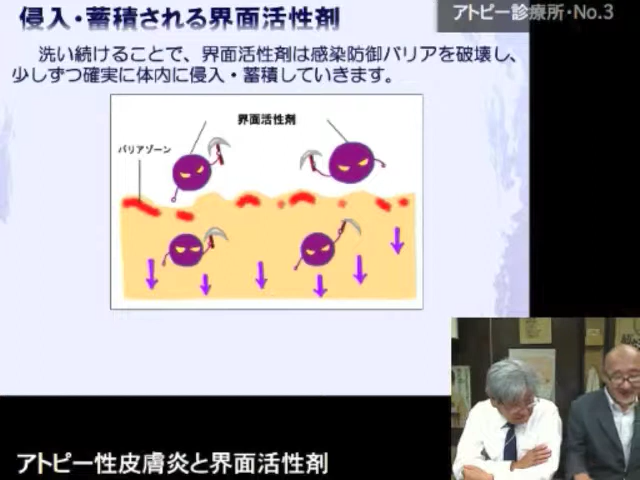 侵入・蓄積される界面活性剤
アトピー診療所・No.3
洗い続けることで、界面活性剤は感染防御バリアを破壊し、
少しずつ確実に体内に侵入・蓄積していきます。
界面活性剤
バリアゾーン
アトピー性皮膚炎と界面活性剤